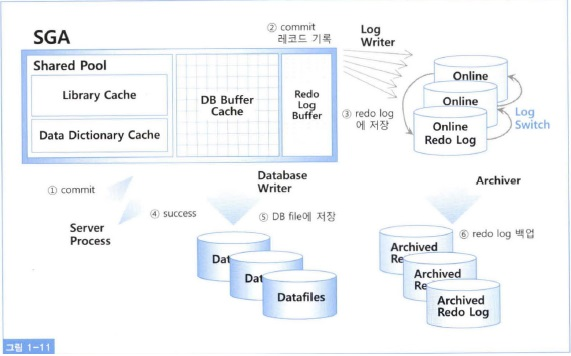 SGA
② commit
레코드 기록
Log
Writer
Shared Pool
Library Cache
Data Dictionary Cache
DB Buffer
Cache
Redo
Log
Buffer
③ redo log
에 저장
Online
Online
Online
Redo Log
Log
Switch
① commit
Server
Process
④ success
Database
Writer
⑤ DB file에 저장
Dat
Dat
Datafiles
Archiver
⑥ redo log 백업
Archived
Re
Archived
Re
Archived
Redo Log
그림 1-11